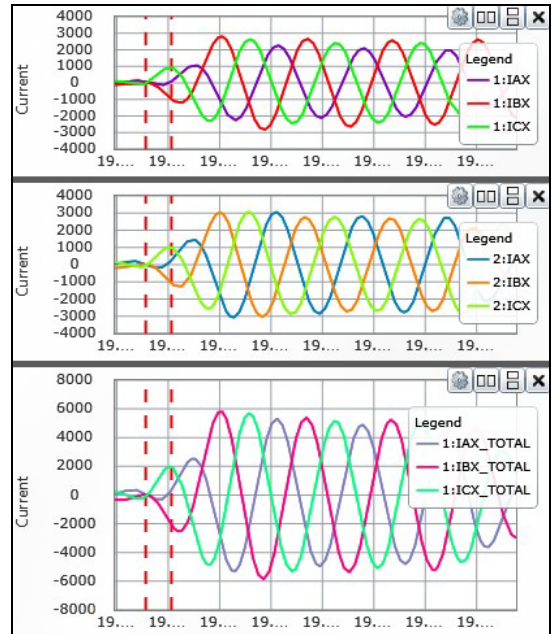 4000
3000
2000
1000
0
-1000
-2000
-3000
-4000
Current
19.... 19.... 19.... 19.... 19.... 19.... 19.... 19....
Legend
1:IAX
1:IBX
1:ICX
4000
3000
2000
1000
0
-1000
-2000
-3000
-4000
Current
19.... 19.... 19.... 19.... 19.... 19.... 19.... 19....
Legend
2:IAX
2:IBX
2:ICX
8000
6000
4000
2000
0
-2000
-4000
-6000
-8000
Current
19.... 19.... 19.... 19.... 19.... 19.... 19.... 19....
Legend
1:IAX_TOTAL
1:IBX_TOTAL
1:ICX_TOTAL